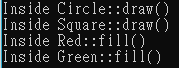 Inside Circle::draw()
Inside Square::draw()
Inside Red::fill()
Inside Green::fill()